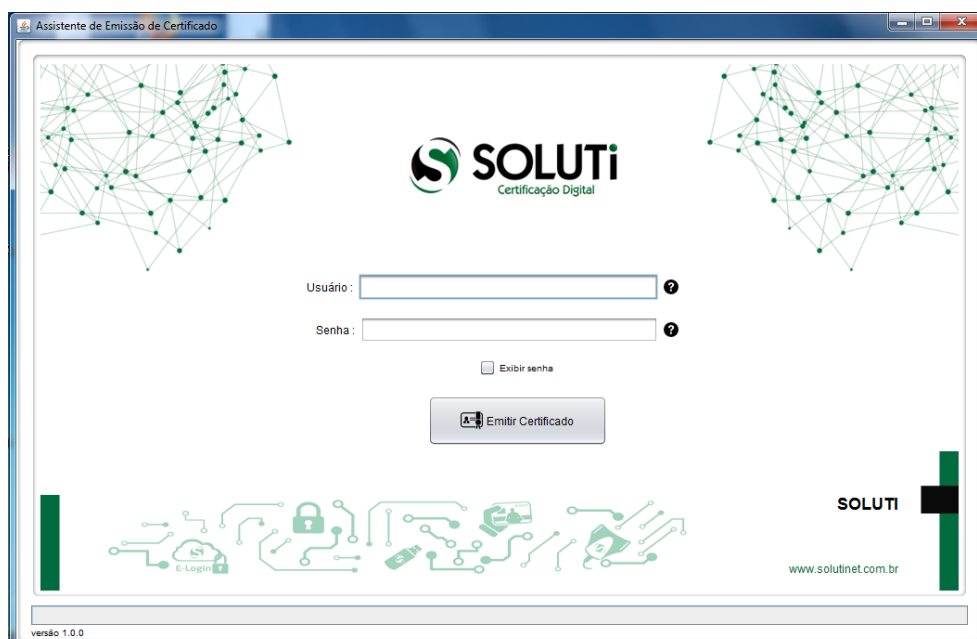 Assistente de Emissão de Certificado
SOLUTi
Certificação Digital
Usuário :
Senha :
Exibir senha
Emitir Certificado
E-Login
SOLUTI
www.solutinet.com.br
versão 1.0.0